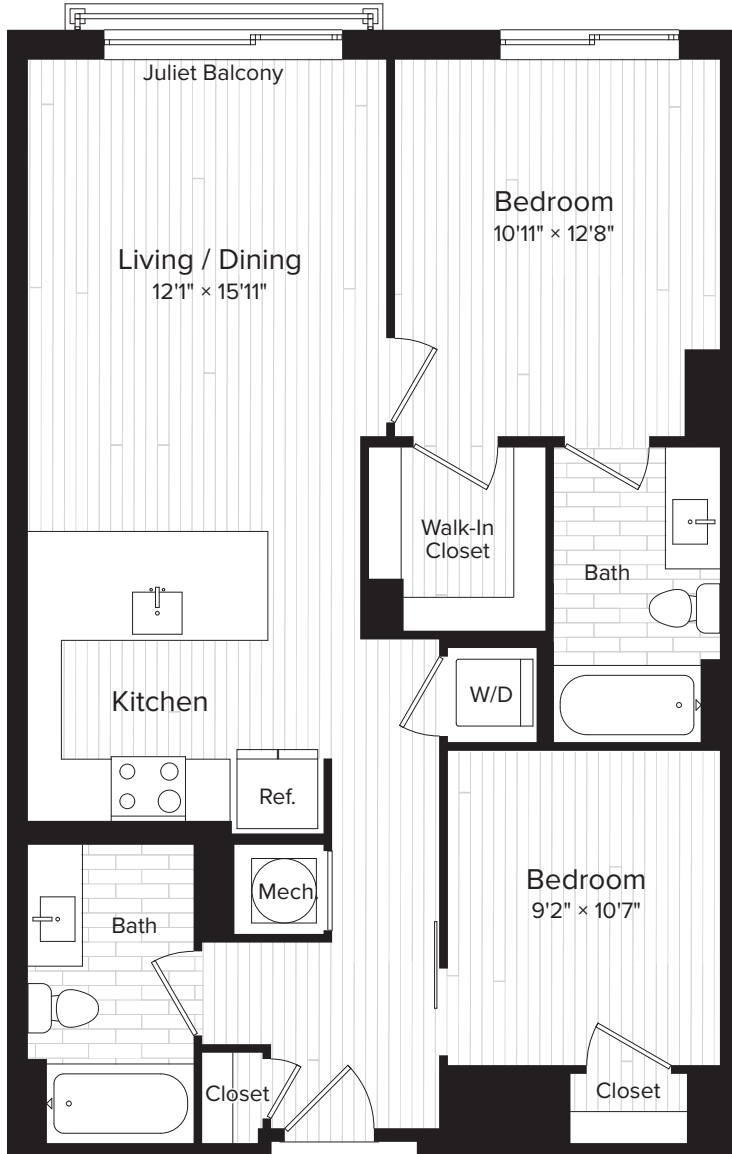 Juliet Balcony
Bedroom
10'11" × 12'8"
Living / Dining
12'1" × 15'11"
Walk-In
Closet
Bath
W/D
Kitchen
Ref.
Bedroom
9'2" × 10'7"
Mech.
Bath
Closet
Closet